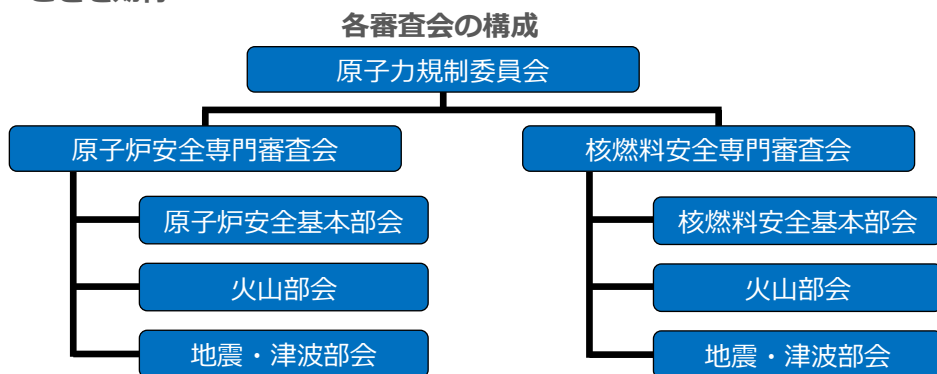 各審査会の構成
原子力規制委員会
原子炉安全専門審査会
核燃料安全専門審査会
原子炉安全基本部会
核燃料安全基本部会
火山部会
火山部会
地震・津波部会
地震・津波部会